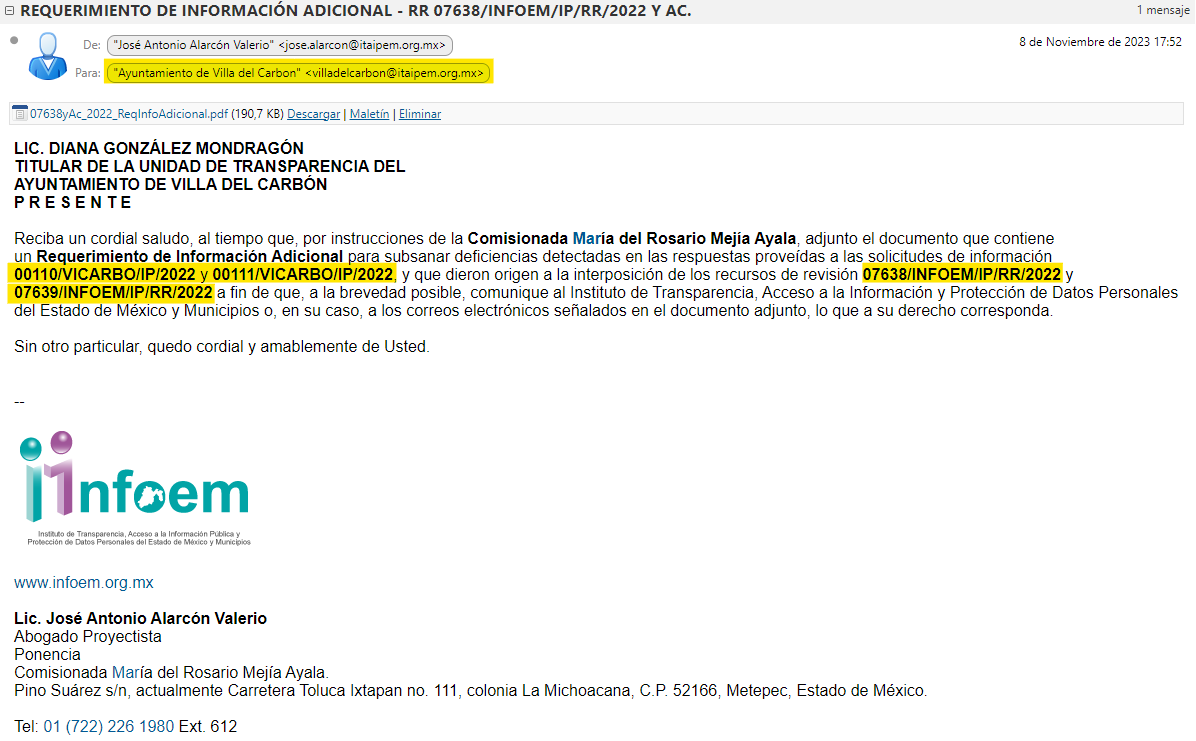 REQUERIMIENTO DE INFORMACIÓN ADICIONAL - RR 07638/INFOEM/IP/RR/2022 Y AC.
1 mensaje
De: "José Antonio Alarcón Valerio" <jose.alarcon@itaipem.org.mx>
8 de Noviembre de 2023 17:52
Para: "Ayuntamiento de Villa del Carbon" <villadelcarbon@itaipem.org.mx>
07638yAc_2022_ReqInfoAdicional.pdf (190,7 KB) Descargar | Maletín | Eliminar
LIC. DIANA GONZÁLEZ MONDRAGÓN
TITULAR DE LA UNIDAD DE TRANSPARENCIA DEL
AYUNTAMIENTO DE VILLA DEL CARBÓN
P R E S E N T E
Reciba un cordial saludo, al tiempo que, por instrucciones de la Comisionada María del Rosario Mejía Ayala, adjunto el documento que contiene
un Requerimiento de Información Adicional para subsanar deficiencias detectadas en las respuestas proveídas a las solicitudes de información
00110/VICARBO/IP/2022 y 00111/VICARBO/IP/2022, y que dieron origen a la interposición de los recursos de revisión 07638/INFOEM/IP/RR/2022 y
07639/INFOEM/IP/RR/2022 a fin de que, a la brevedad posible, comunique al Instituto de Transparencia, Acceso a la Información y Protección de Datos Personales
del Estado de México y Municipios o, en su caso, a los correos electrónicos señalados en el documento adjunto, lo que a su derecho corresponda.
Sin otro particular, quedo cordial y amablemente de Usted.
--
infoem
Instituto de Transparencia, Acceso a la Información Pública y
Protección de Datos Personales del Estado de México y Municipios
www.infoem.org.mx
Lic. José Antonio Alarcón Valerio
Abogado Proyectista
Ponencia
Comisionada María del Rosario Mejía Ayala.
Pino Suárez s/n, actualmente Carretera Toluca Ixtapan no. 111, colonia La Michoacana, C.P. 52166, Metepec, Estado de México.
Tel: 01 (722) 226 1980 Ext. 612